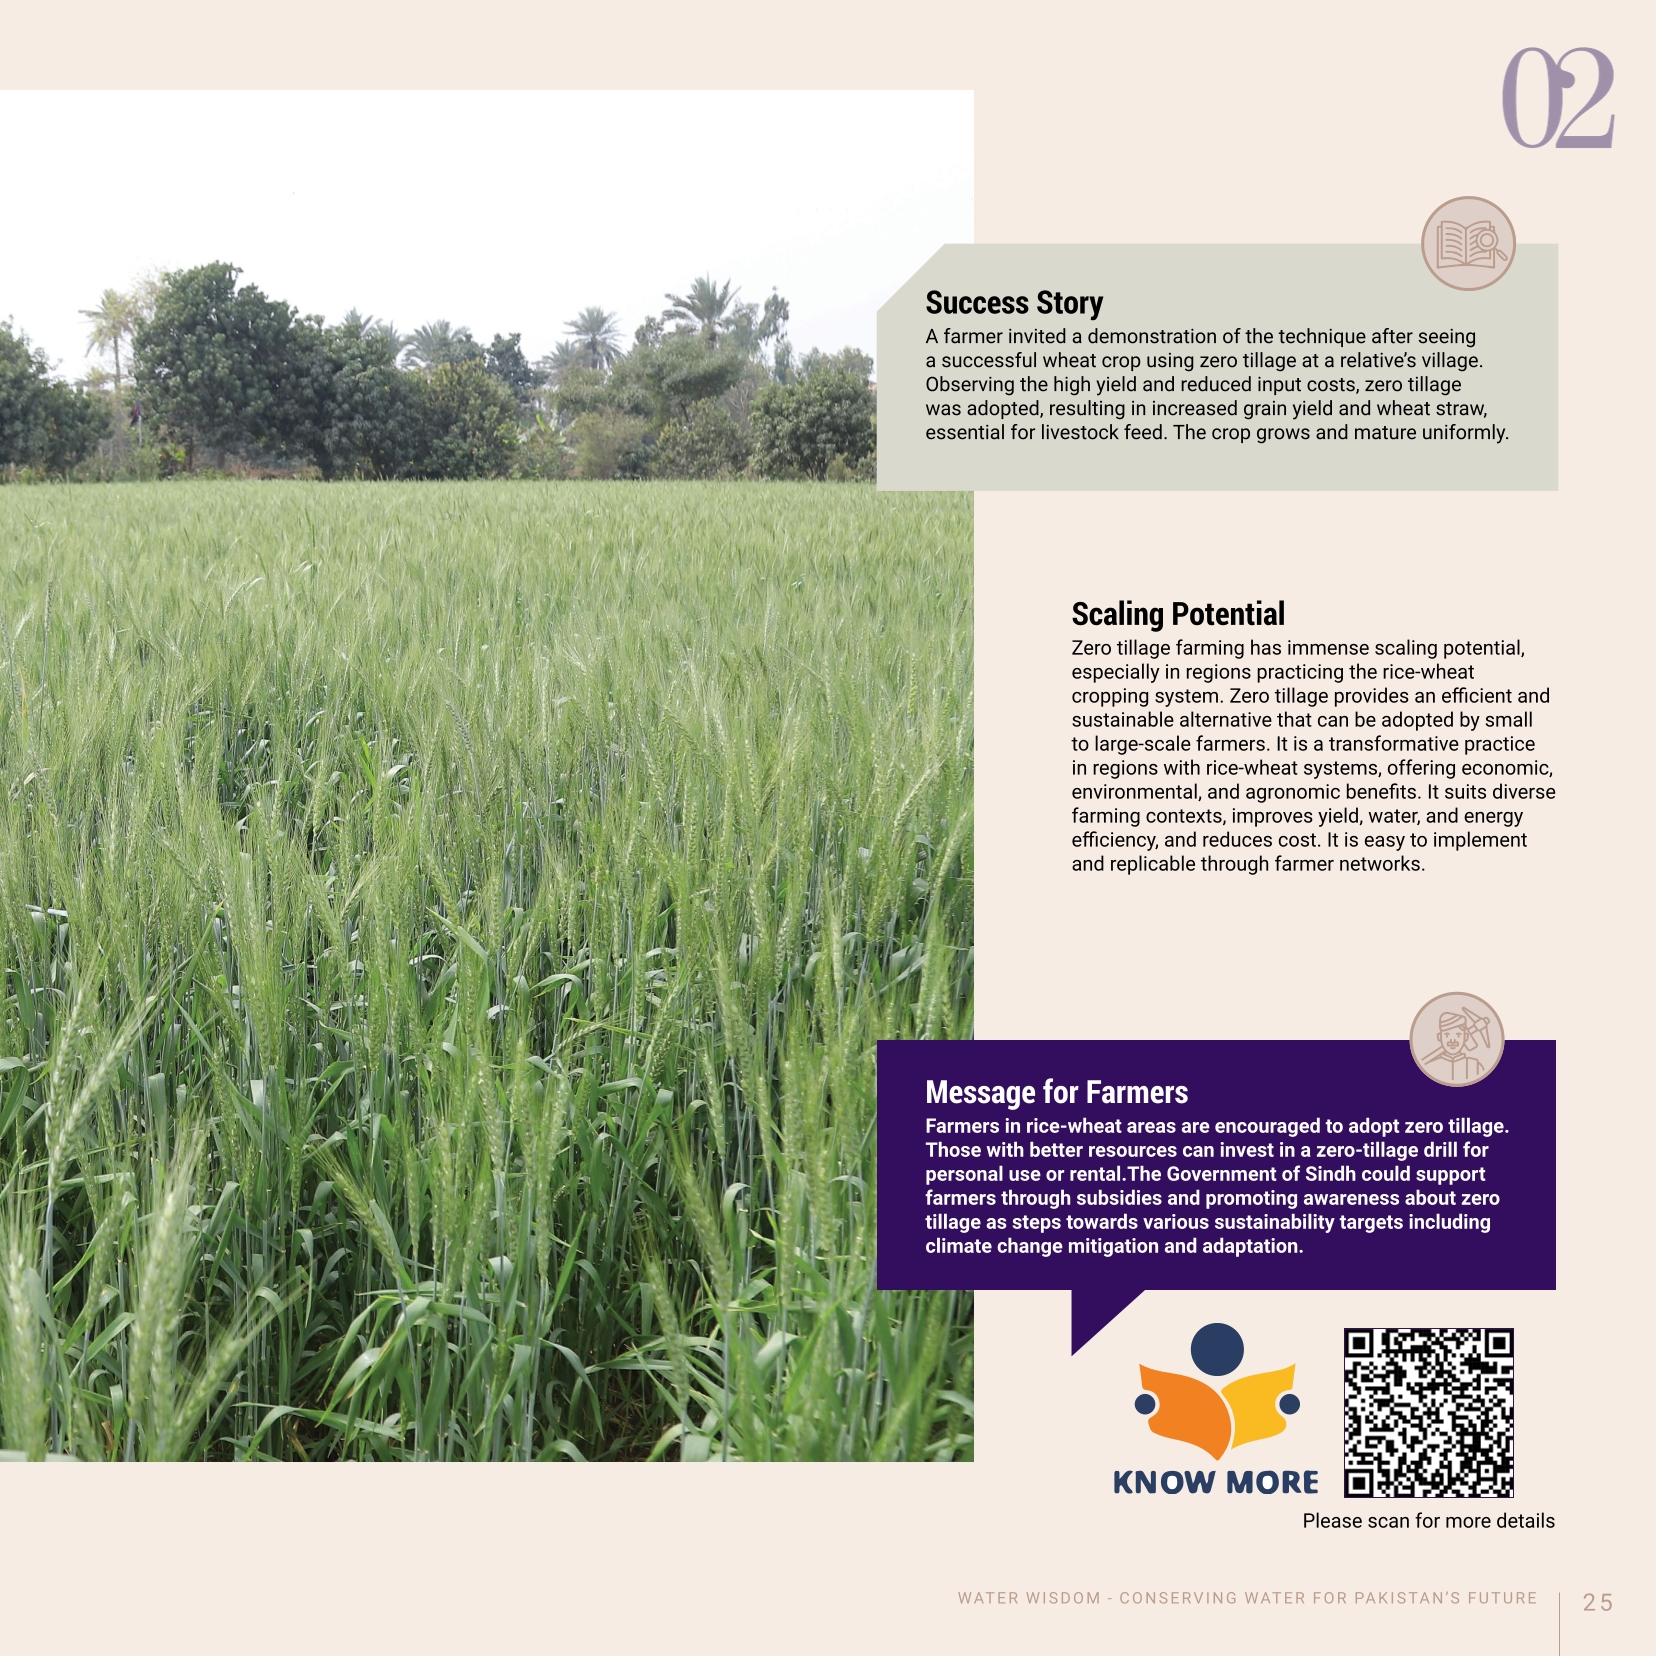 02
Success Story
A farmer invited a demonstration of the technique after seeing
a successful wheat crop using zero tillage at a relative’s village.
Observing the high yield and reduced input costs, zero tillage
was adopted, resulting in increased grain yield and wheat straw,
essential for livestock feed. The crop grows and mature uniformly.
Scaling Potential
Zero tillage farming has immense scaling potential,
especially in regions practicing the rice-wheat
cropping system. Zero tillage provides an efficient and
sustainable alternative that can be adopted by small
to large-scale farmers. It is a transformative practice
in regions with rice-wheat systems, offering economic,
environmental, and agronomic benefits. It suits diverse
farming contexts, improves yield, water, and energy
efficiency, and reduces cost. It is easy to implement
and replicable through farmer networks.
Message for Farmers
Farmers in rice-wheat areas are encouraged to adopt zero tillage.
Those with better resources can invest in a zero-tillage drill for
personal use or rental.The Government of Sindh could support
farmers through subsidies and promoting awareness about zero
tillage as steps towards various sustainability targets including
climate change mitigation and adaptation.
KNOW MORE
Please scan for more details
WATER WISDOM - CONSERVING WATER FOR PAKISTAN’S FUTURE
25